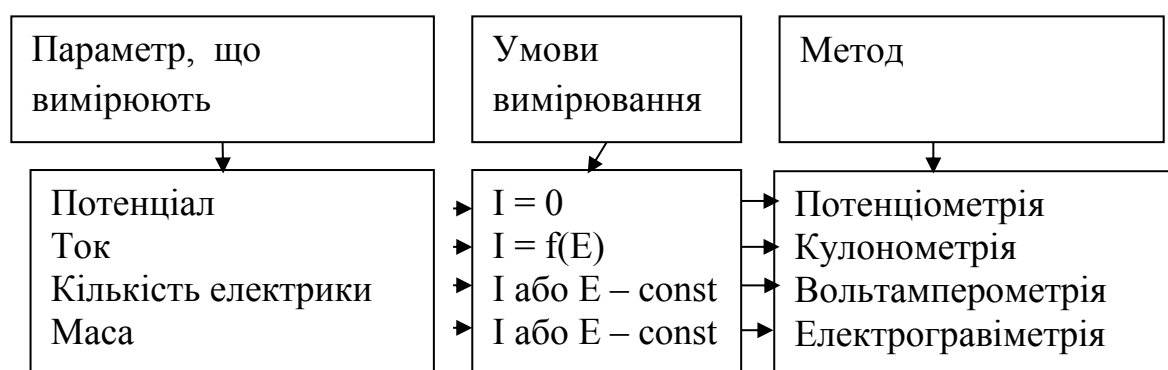 Параметр, що
вимірюють
Умови
вимірювання
Метод
Потенціал
Ток
Кількість електрики
Маса
I = 0
I = f(E)
I або E – const
I або E – const
Потенціометрія
Кулонометрія
Вольтамперометрія
Електрогравіметрія